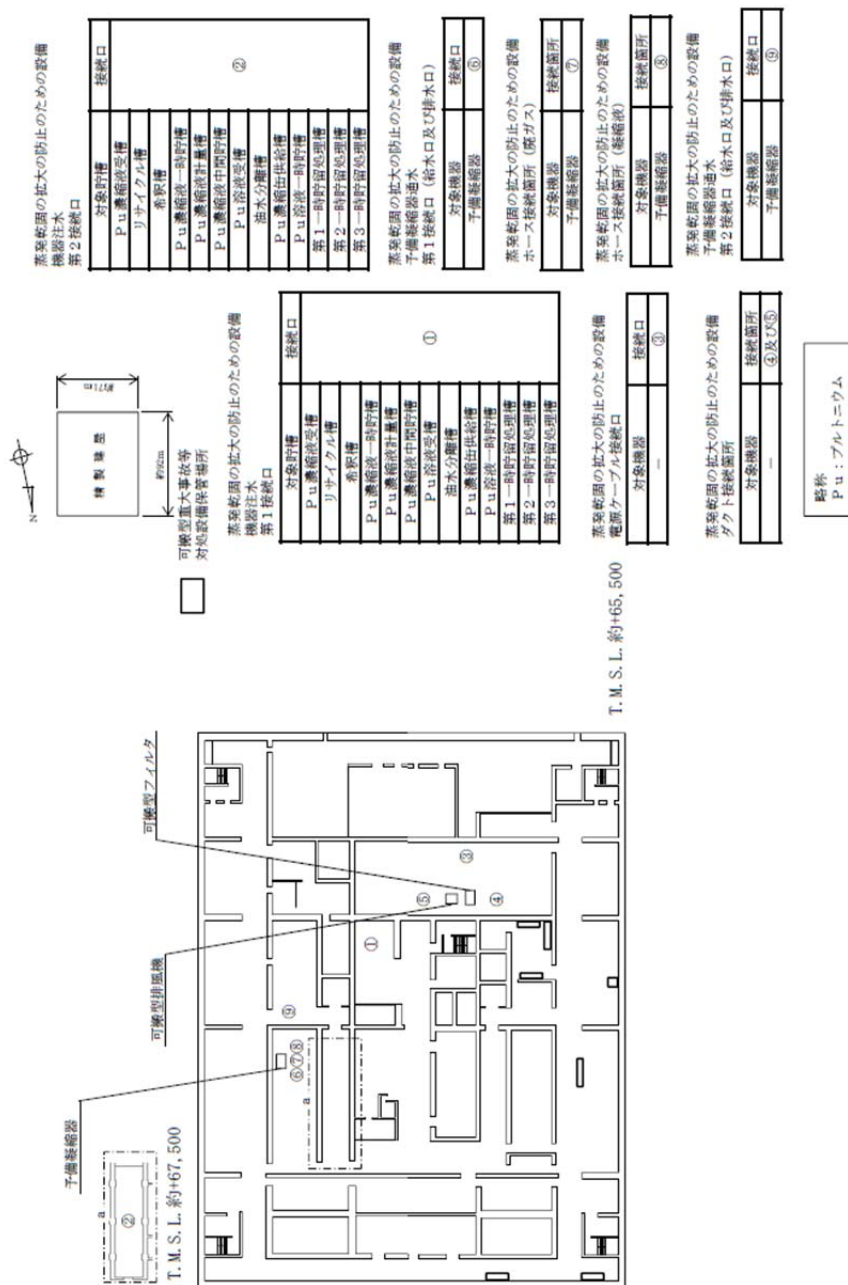 予備凝縮器
可搬型排風機
可搬型フィルタ
a
②
T.M.S.L.約+67,500
⑥⑦⑧
⑨
a
①
⑤
③
④
T.M.S.L.約+65,500
N
精製建屋
約92m
約71m
可搬型重大事故等
対処設備保管場所
蒸発乾固の拡大の防止のための設備
機器注水
第1接続口
対象貯槽 接続口
Pu濃縮液受槽
リサイクル槽
希釈槽
Pu濃縮液一時貯槽
Pu濃縮液計量槽
Pu濃縮液中間貯槽
Pu溶液受槽
油水分離槽
Pu濃縮缶供給槽
Pu溶液一時貯槽
第1一時貯留処理槽
第2一時貯留処理槽
第3一時貯留処理槽
①
蒸発乾固の拡大の防止のための設備
電源ケーブル接続口
対象機器 接続口
― ③
蒸発乾固の拡大の防止のための設備
ダクト接続箇所
対象機器 接続箇所
― ④及び⑤
蒸発乾固の拡大の防止のための設備
機器注水
第2接続口
対象貯槽 接続口
Pu濃縮液受槽
リサイクル槽
希釈槽
Pu濃縮液一時貯槽
Pu濃縮液計量槽
Pu濃縮液中間貯槽
Pu溶液受槽
油水分離槽
Pu濃縮缶供給槽
Pu溶液一時貯槽
第1一時貯留処理槽
第2一時貯留処理槽
第3一時貯留処理槽
②
蒸発乾固の拡大の防止のための設備
予備凝縮器通水
第1接続口（給水口及び排水口）
対象機器 接続口
予備凝縮器 ⑥
蒸発乾固の拡大の防止のための設備
ホース接続箇所（廃ガス）
対象機器 接続箇所
予備凝縮器 ⑦
蒸発乾固の拡大の防止のための設備
ホース接続箇所（凝縮液）
対象機器 接続箇所
予備凝縮器 ⑧
蒸発乾固の拡大の防止のための設備
予備凝縮器通水
第2接続口（給水口及び排水口）
対象機器 接続口
予備凝縮器 ⑨
略称
Pu：プルトニウム